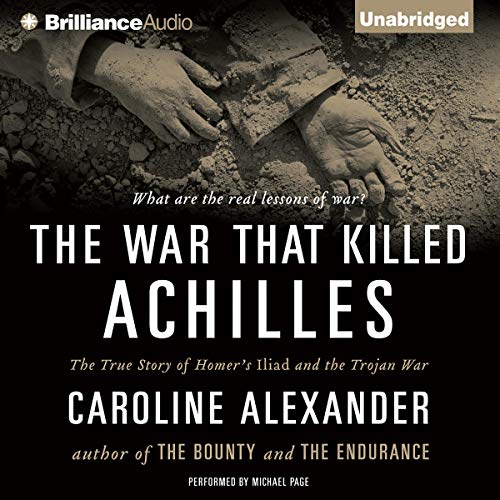 BrillianceAudio
Unabridged
What are the real lessons of war?
THE WAR THAT KILLED
ACHILLES
The True Story of Homer's Iliad and the Trojan War
CAROLINE ALEXANDER
author of THE BOUNTY and THE ENDURANCE
PERFORMED BY MICHAEL PAGE